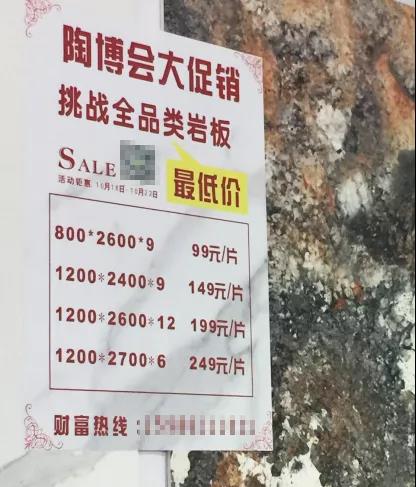 陶博会大促销
挑战全品类岩板
SALE
最低价
活动钜惠 10月18日-10月22日
800*2600*9 99元/片
1200*2400*9 149元/片
1200*2600*12 199元/片
1200*2700*6 249元/片
财富热线: